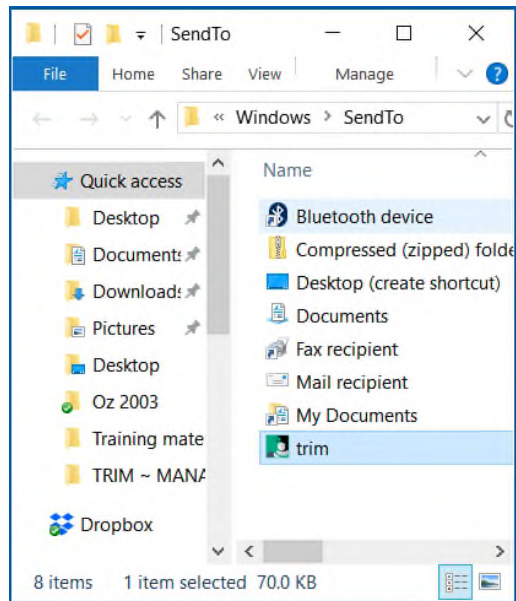 SendTo
File Home Share View Manage
« Windows > SendTo
Quick access
Desktop
Documents
Downloads
Pictures
Desktop
Oz 2003
Training mate
TRIM ~ MANA
Dropbox
Name
Bluetooth device
Compressed (zipped) folde
Desktop (create shortcut)
Documents
Fax recipient
Mail recipient
My Documents
trim
8 items 1 item selected 70.0 KB